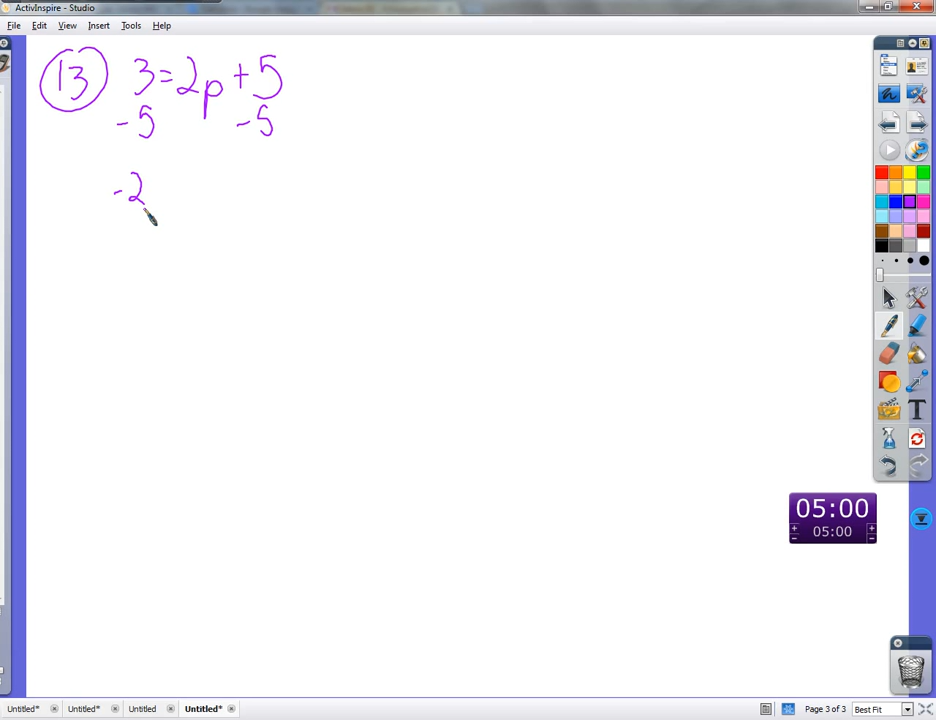 ActivInspire - Studio
File Edit View Insert Tools Help
13 3=2p+5
-5 -5
-2
05:00
05:00
Untitled* Untitled* Untitled Untitled* Page 3 of 3 Best Fit